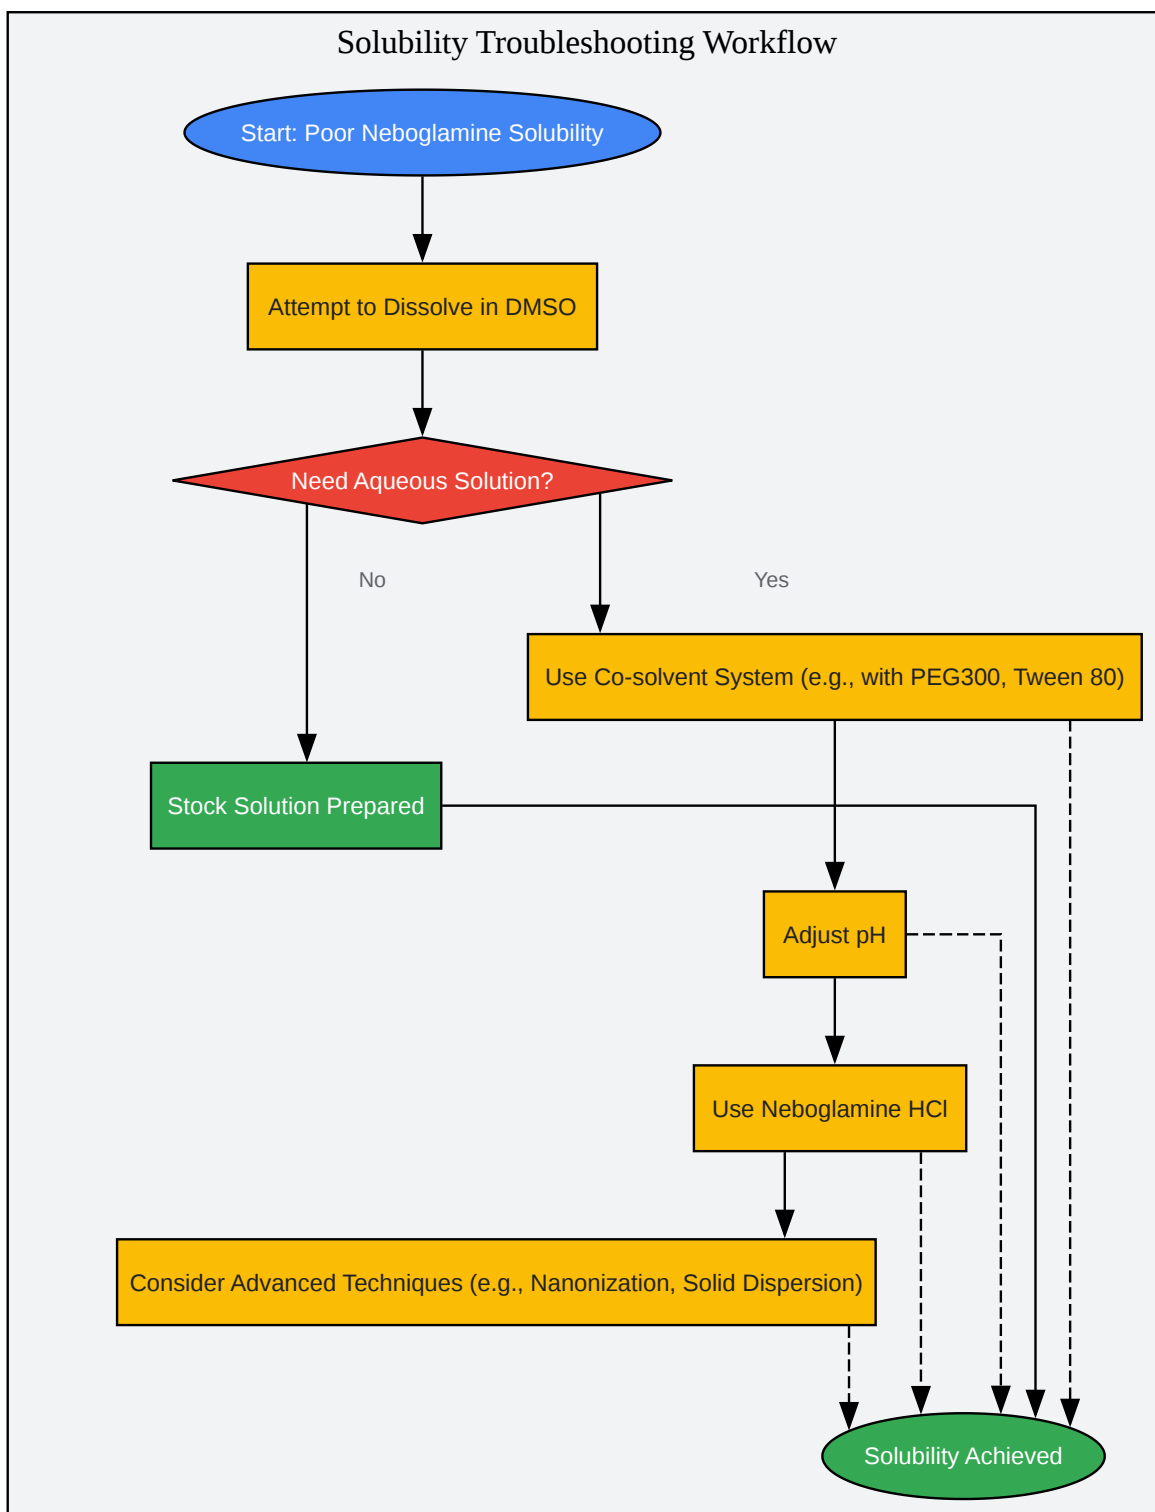 Solubility Troubleshooting Workflow
Start: Poor Neboglamine Solubility
Attempt to Dissolve in DMSO
Need Aqueous Solution?
No
Yes
Use Co-solvent System (e.g., with PEG300, Tween 80)
Stock Solution Prepared
Adjust pH
Use Neboglamine HCl
Consider Advanced Techniques (e.g., Nanonization, Solid Dispersion)
Solubility Achieved